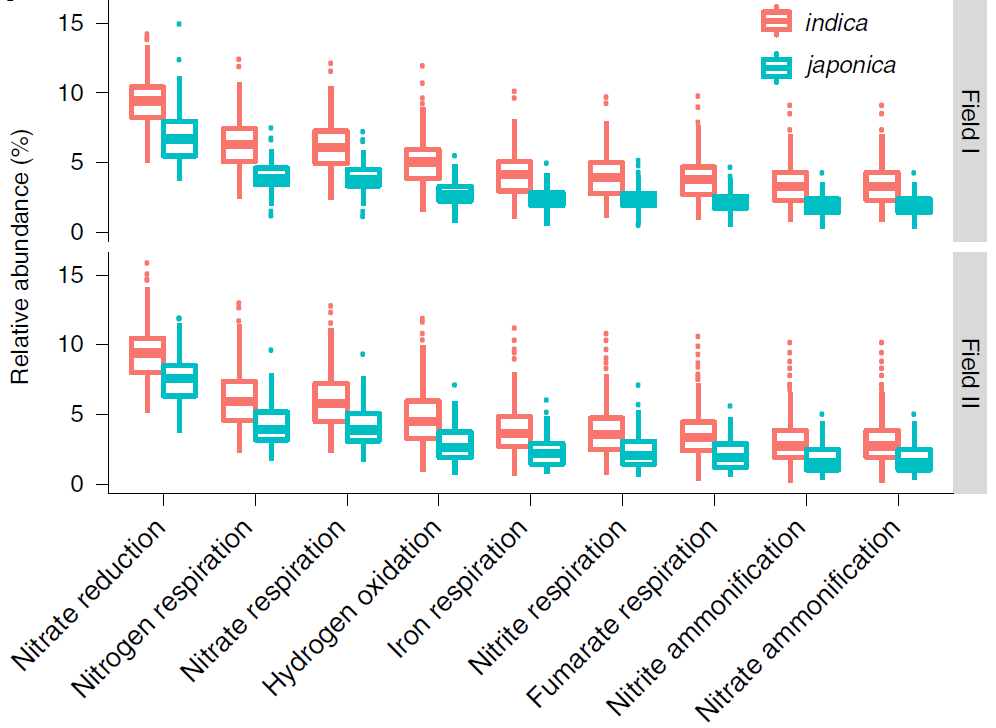 Relative abundance (%)
15
10
5
0
indica
japonica
Field I
15
10
5
0
Field II
Nitrate reduction
Nitrogen respiration
Nitrate respiration
Hydrogen oxidation
Iron respiration
Nitrite respiration
Fumarate respiration
Nitrite ammonification
Nitrate ammonification